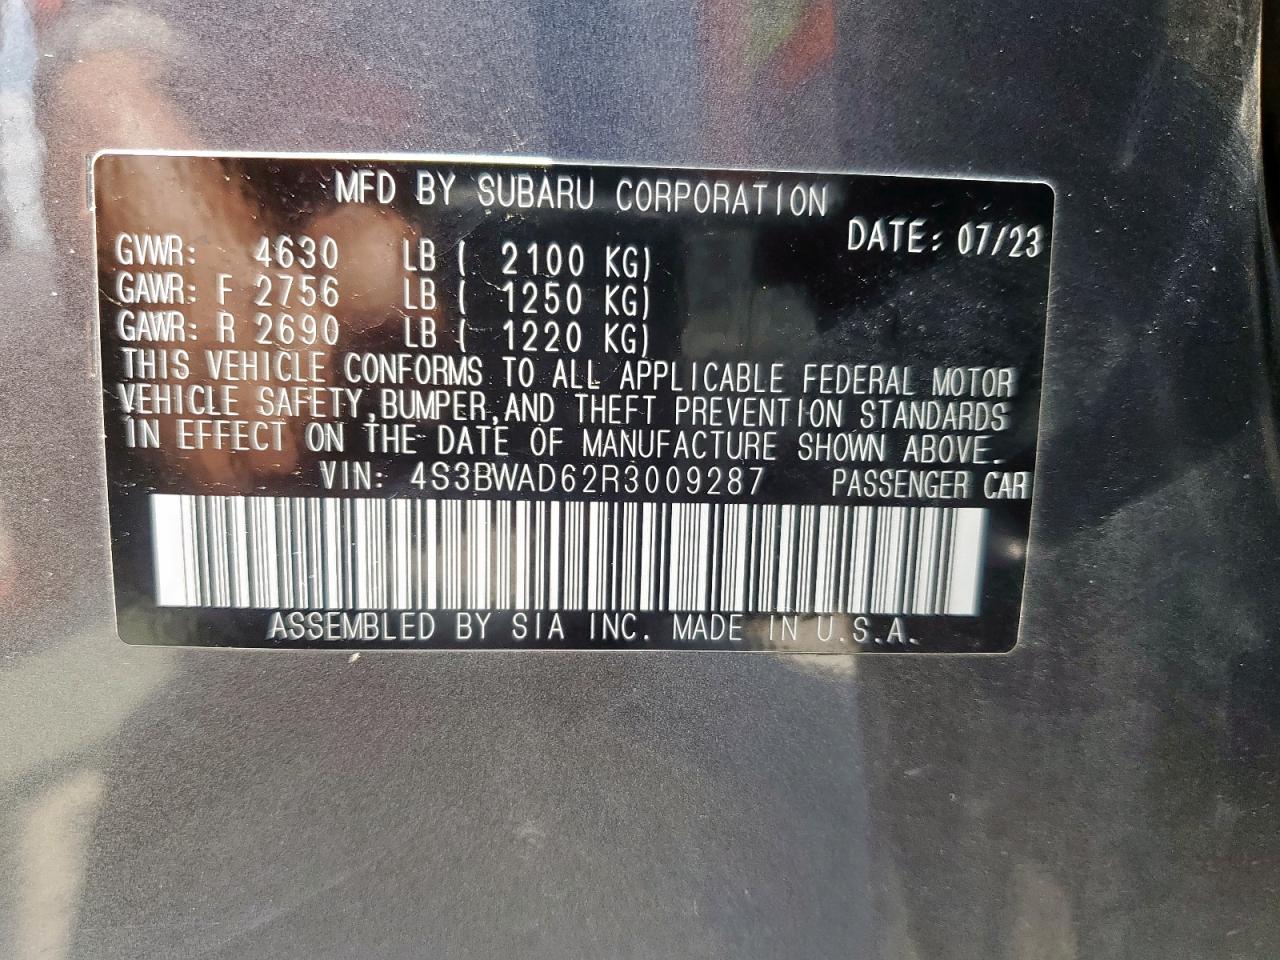 MFD BY SUBARU CORPORATION
DATE: 07/23
GVWR: 4630 LB ( 2100 KG)
GAWR: F 2756 LB ( 1250 KG)
GAWR: R 2690 LB ( 1220 KG)
THIS VEHICLE CONFORMS TO ALL APPLICABLE FEDERAL MOTOR
VEHICLE SAFETY,BUMPER,AND THEFT PREVENTION STANDARDS
IN EFFECT ON THE DATE OF MANUFACTURE SHOWN ABOVE.
VIN: 4S3BWAD62R3009287 PASSENGER CAR
ASSEMBLED BY SIA INC. MADE IN U.S.A.